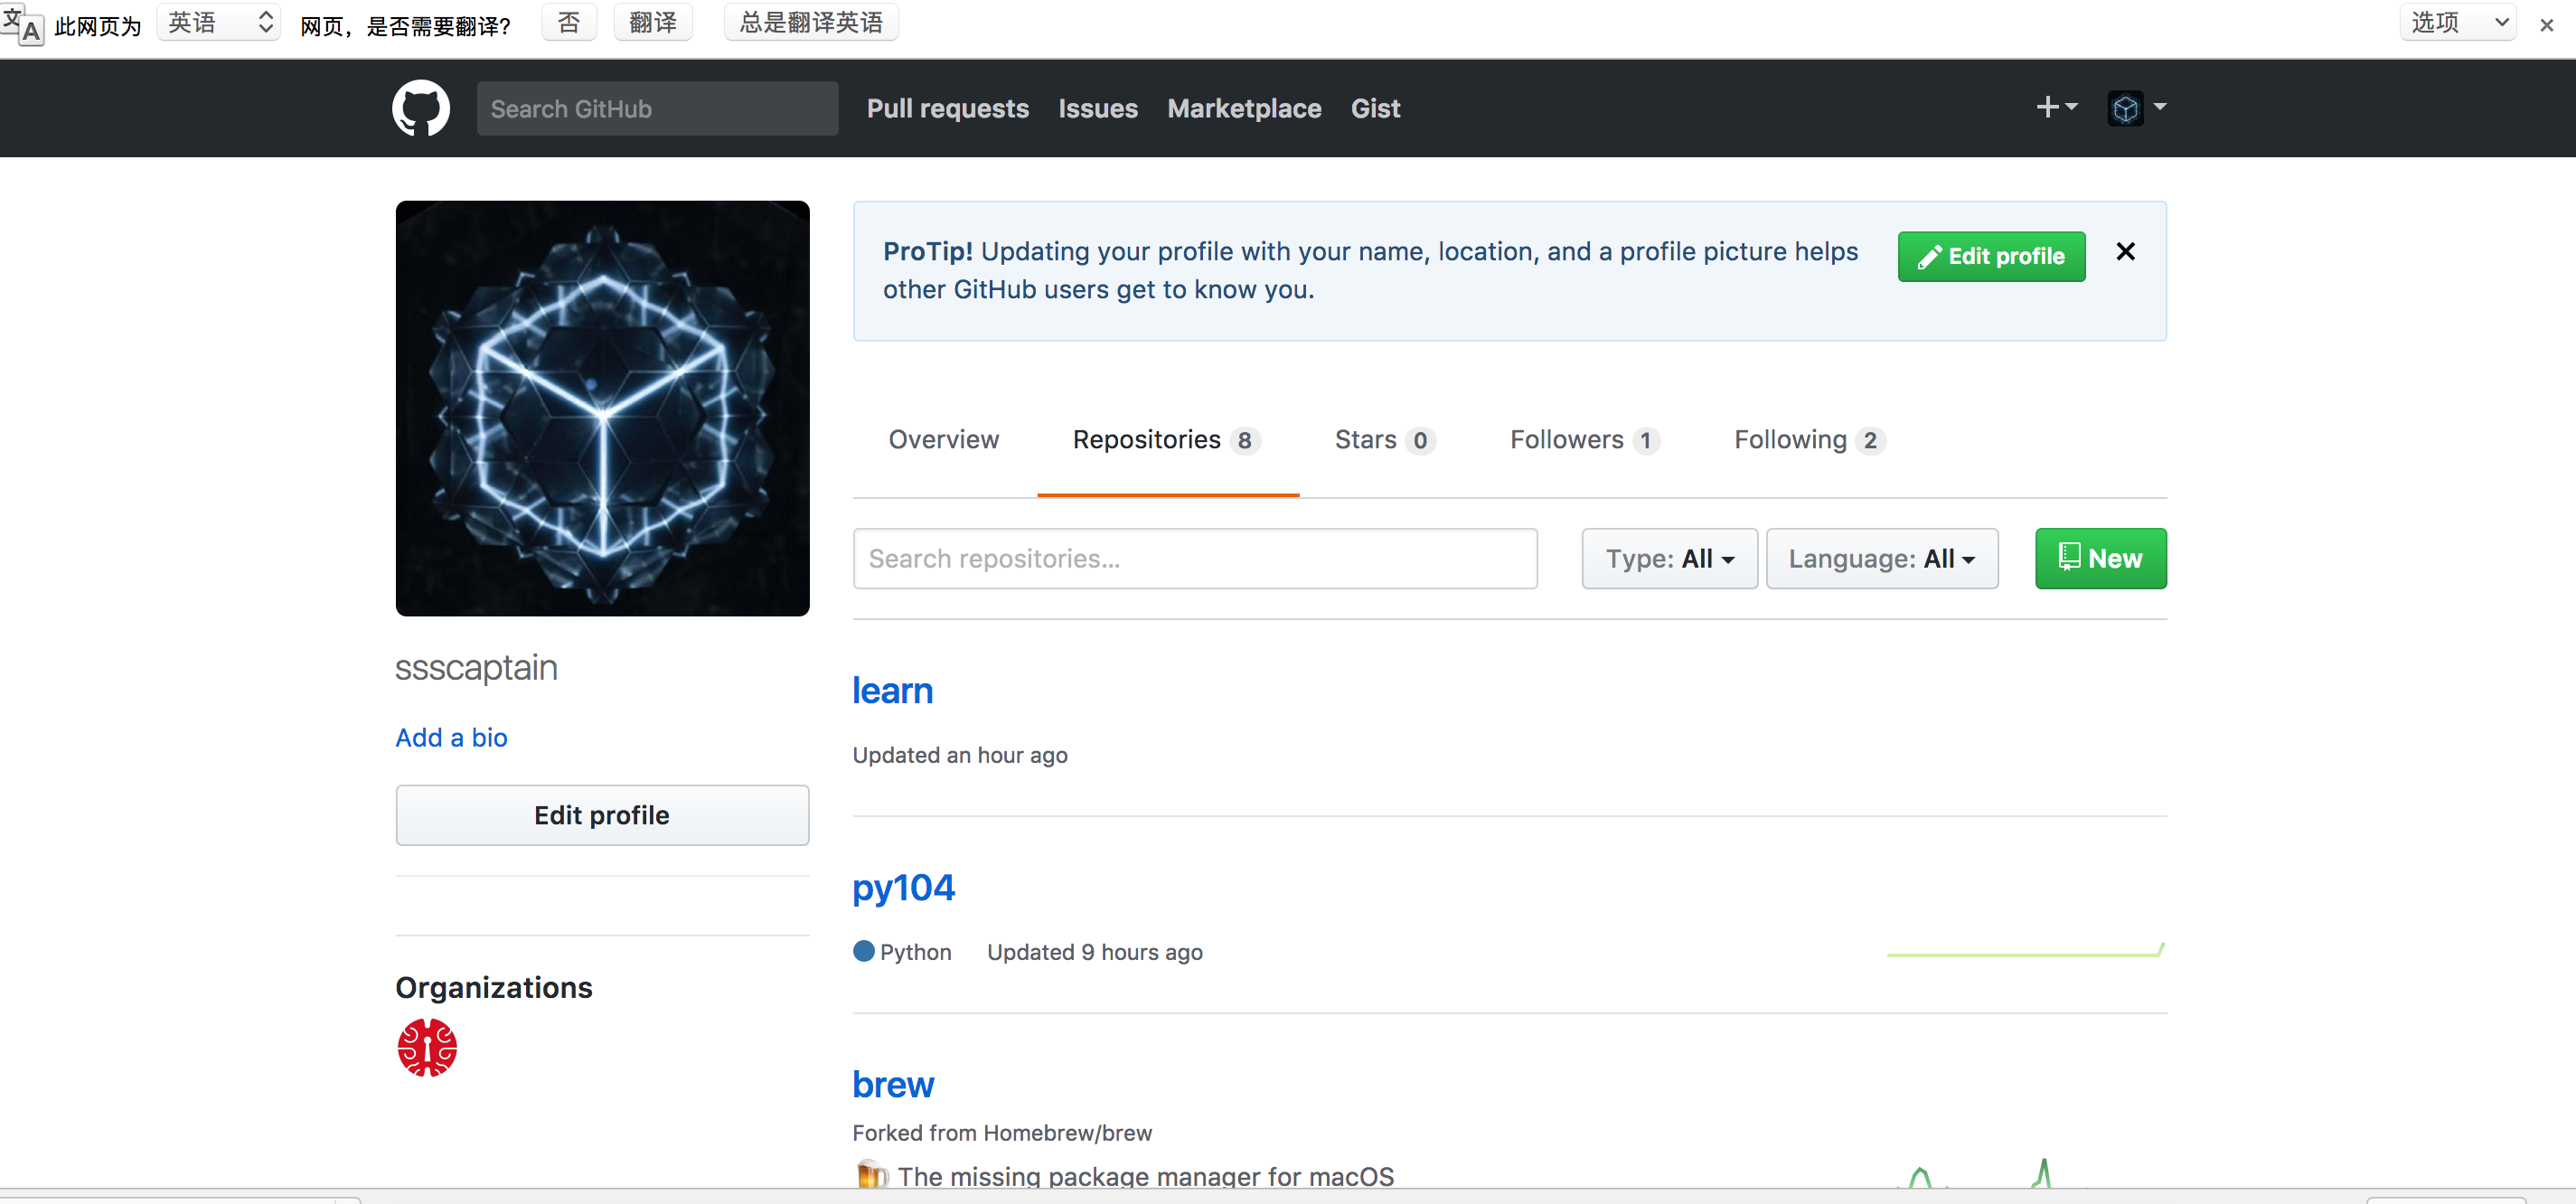 此网页为 英语 网页，是否需要翻译? 否 翻译 总是翻译英语 选项 ×
Search GitHub Pull requests Issues Marketplace Gist
ProTip! Updating your profile with your name, location, and a profile picture helps
other GitHub users get to know you.
Edit profile
Overview Repositories 8 Stars 0 Followers 1 Following 2
Search repositories... Type: All Language: All New
ssscaptain
Add a bio
Edit profile
Organizations
learn
Updated an hour ago
py104
Python Updated 9 hours ago
brew
Forked from Homebrew/brew
🍺 The missing package manager for macOS